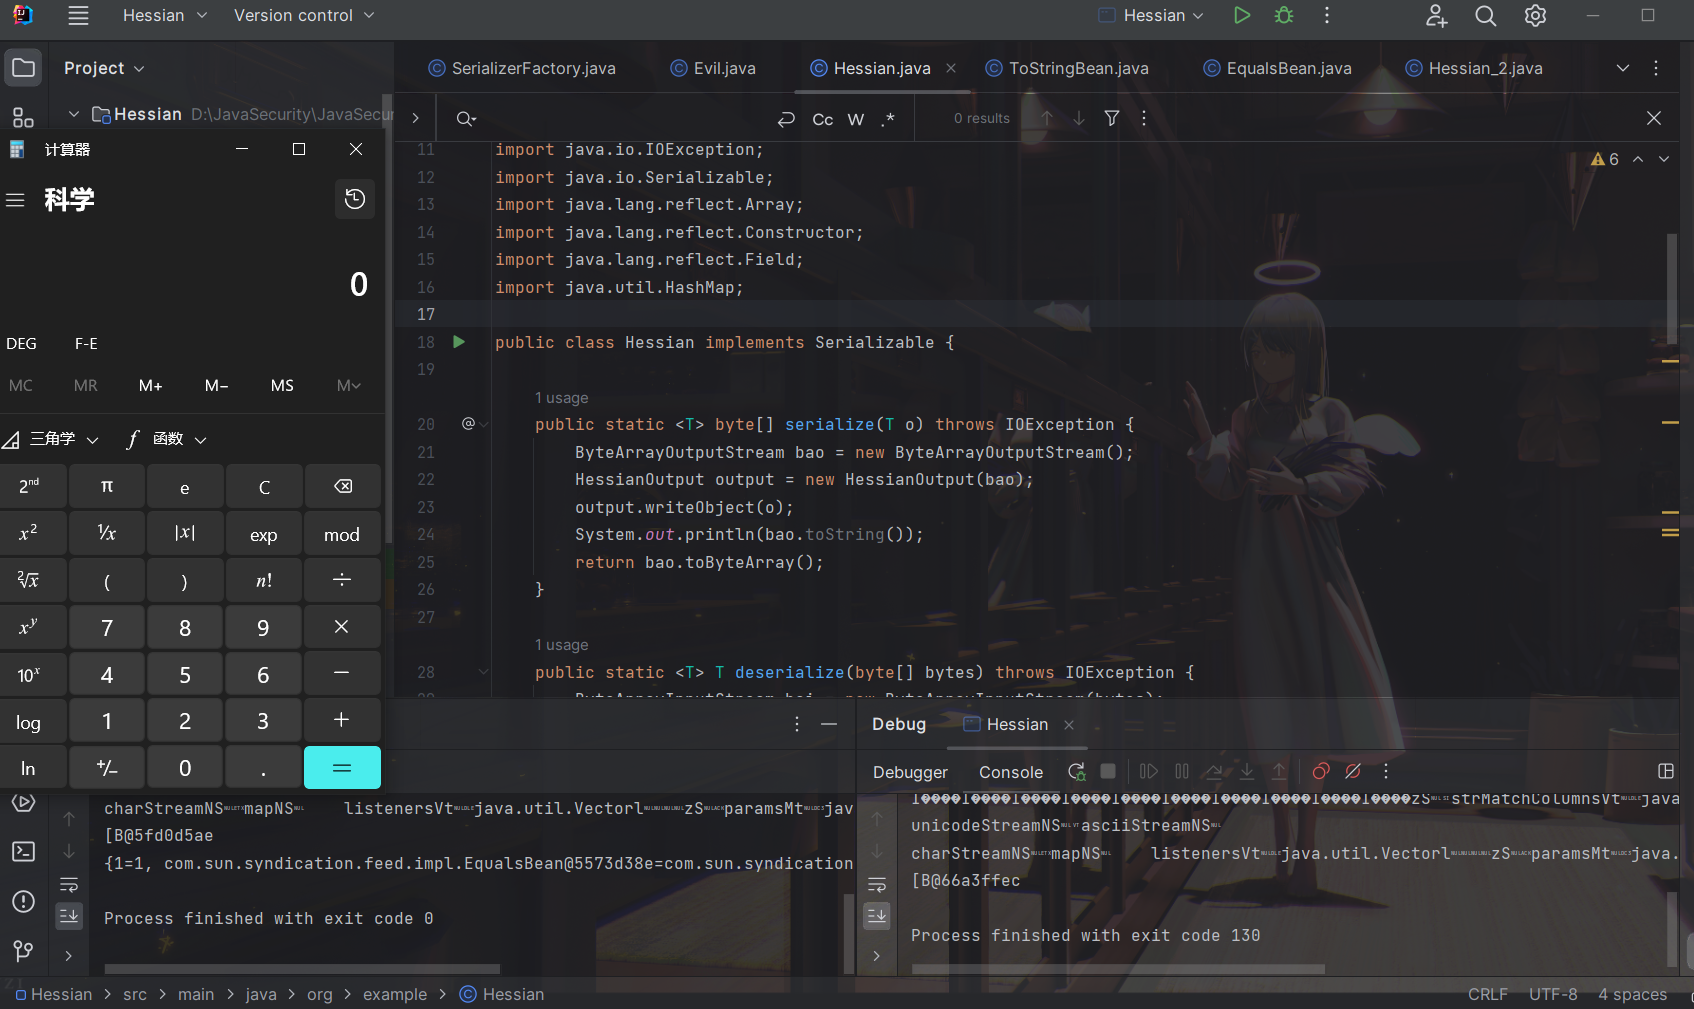 Hessian
Version control
Hessian
Project
SerializerFactory.java
Evil.java
Hessian.java
ToStringBean.java
EqualsBean.java
Hessian_2.java
Hessian D:\JavaSecurity\JavaSecur
Cc W .*
0 results
6
计算器
科学
0
DEG F-E
MC MR M+ M− MS M
三角学 函数
2nd π e C
x² ¹/x |x| exp mod
²√x ( ) n! ÷
xʸ 7 8 9 ×
10ˣ 4 5 6 −
log 1 2 3 +
ln +/− 0 . =
11 import java.io.IOException;
12 import java.io.Serializable;
13 import java.lang.reflect.Array;
14 import java.lang.reflect.Constructor;
15 import java.lang.reflect.Field;
16 import java.util.HashMap;
17
18 public class Hessian implements Serializable {
19
1 usage
20 @ public static <T> byte[] serialize(T o) throws IOException {
21 ByteArrayOutputStream bao = new ByteArrayOutputStream();
22 HessianOutput output = new HessianOutput(bao);
23 output.writeObject(o);
24 System.out.println(bao.toString());
25 return bao.toByteArray();
26 }
27
1 usage
28 public static <T> T deserialize(byte[] bytes) throws IOException {
Debug
Hessian
Debugger
Console
charStreamNS mapNS listenersVt java.util.Vectorl zS paramsMt jav
[B@5fd0d5ae
{1=1, com.sun.syndication.feed.impl.EqualsBean@5573d38e=com.sun.syndication
Process finished with exit code 0
l����l����l����l����l����l����l����l����l����l����zS strMatchColumnsVt java
unicodeStreamNS asciiStreamNS
charStreamNS mapNS listenersVt java.util.Vectorl zS paramsMt java.
[B@66a3ffec
Process finished with exit code 130
Hessian > src > main > java > org > example > Hessian
CRLF UTF-8 4 spaces